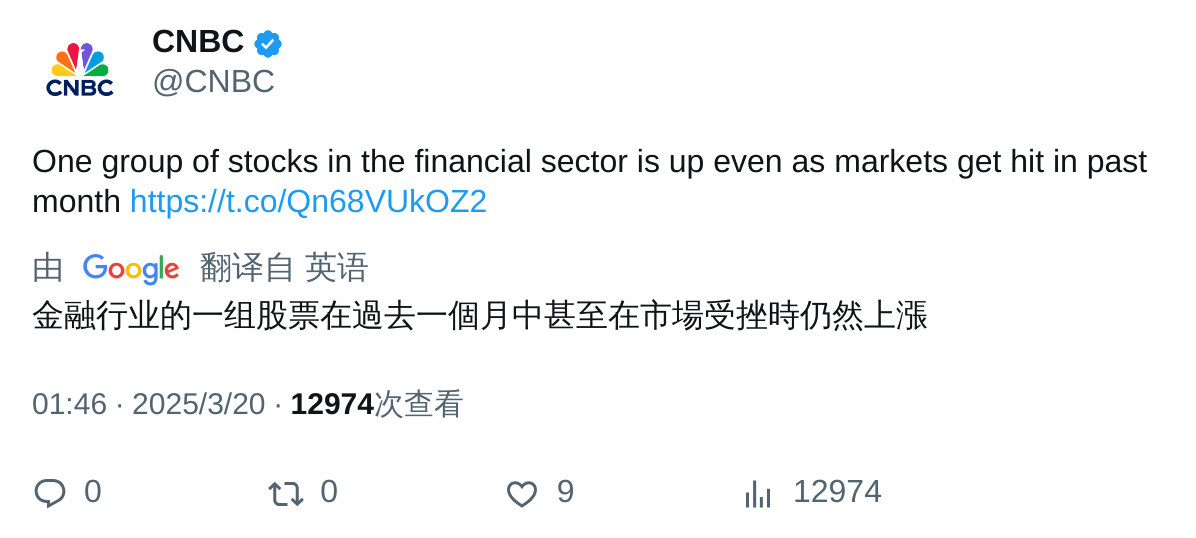 CNBC
CNBC
@CNBC
One group of stocks in the financial sector is up even as markets get hit in past
month https://t.co/Qn68VUkOZ2
由 Google 翻译自 英语
金融行业的一组股票在過去一個月中甚至在市場受挫時仍然上漲
01:46 · 2025/3/20 · 12974次查看
0 0 9 12974